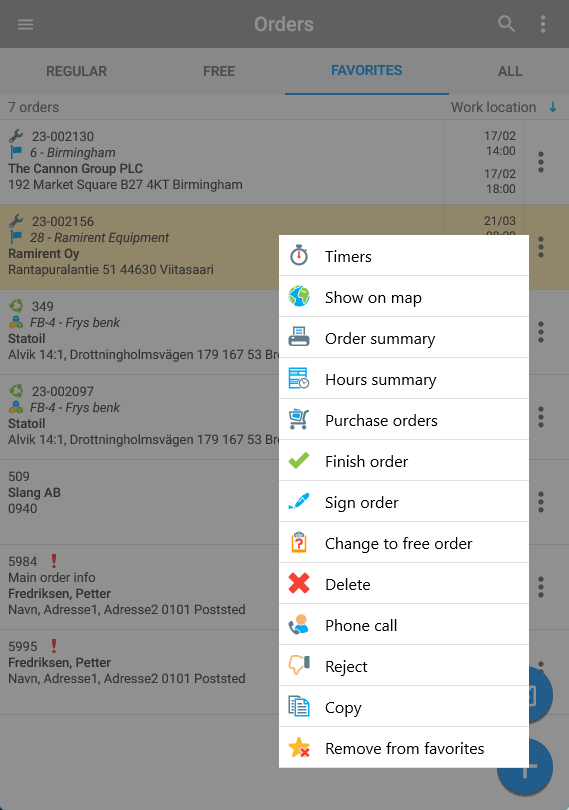 Orders
REGULAR FREE FAVORITES ALL
7 orders Work location
23-002130 17/02
14:00
6 - Birmingham
The Cannon Group PLC 17/02
192 Market Square B27 4KT Birmingham 18:00
23-002156 21/03
28 - Ramirent Equipment
Ramirent Oy
Rantapuralantie 51 44630 Viitasaari
349
FB-4 - Frys benk
Statoil
Alvik 14:1, Drottningholmsvägen 179 167 53
23-002097
FB-4 - Frys benk
Statoil
Alvik 14:1, Drottningholmsvägen 179 167 53
509
Slang AB
0940
5984
Main order info
Fredriksen, Petter
Navn, Adresse1, Adresse2 0101 Poststed
5995
Fredriksen, Petter
Navn, Adresse1, Adresse2 0101 Poststed
Timers
Show on map
Order summary
Hours summary
Purchase orders
Finish order
Sign order
Change to free order
Delete
Phone call
Reject
Copy
Remove from favorites